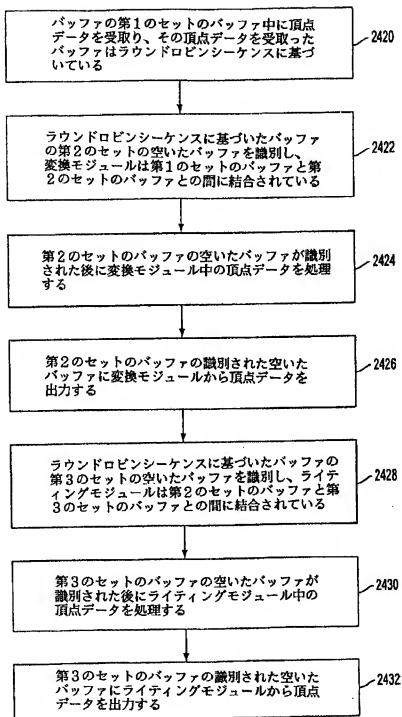 バッファの第1のセットのバッファ中に頂点
データを受取り、その頂点データを受取った
バッファはラウンドロビンシーケンスに基づ
いている
2420
ラウンドロビンシーケンスに基づいたバッファ
の第2のセットの空いたバッファを識別し、
変換モジュールは第1のセットのバッファと第
2のセットのバッファとの間に結合されている
2422
第2のセットのバッファの空いたバッファが識別
された後に変換モジュール中の頂点データを処理
する
2424
第2のセットのバッファの識別された空いた
バッファに変換モジュールから頂点データを
出力する
2426
ラウンドロビンシーケンスに基づいたバッファの
第3のセットの空いたバッファを識別し、ライテ
ィングモジュールは第2のセットのバッファと第
3のセットのバッファとの間に結合されている
2428
第3のセットのバッファの空いたバッファが
識別された後にライティングモジュール中の
頂点データを処理する
2430
第3のセットのバッファの識別された空いた
バッファにライティングモジュールから頂点
データを出力する
2432